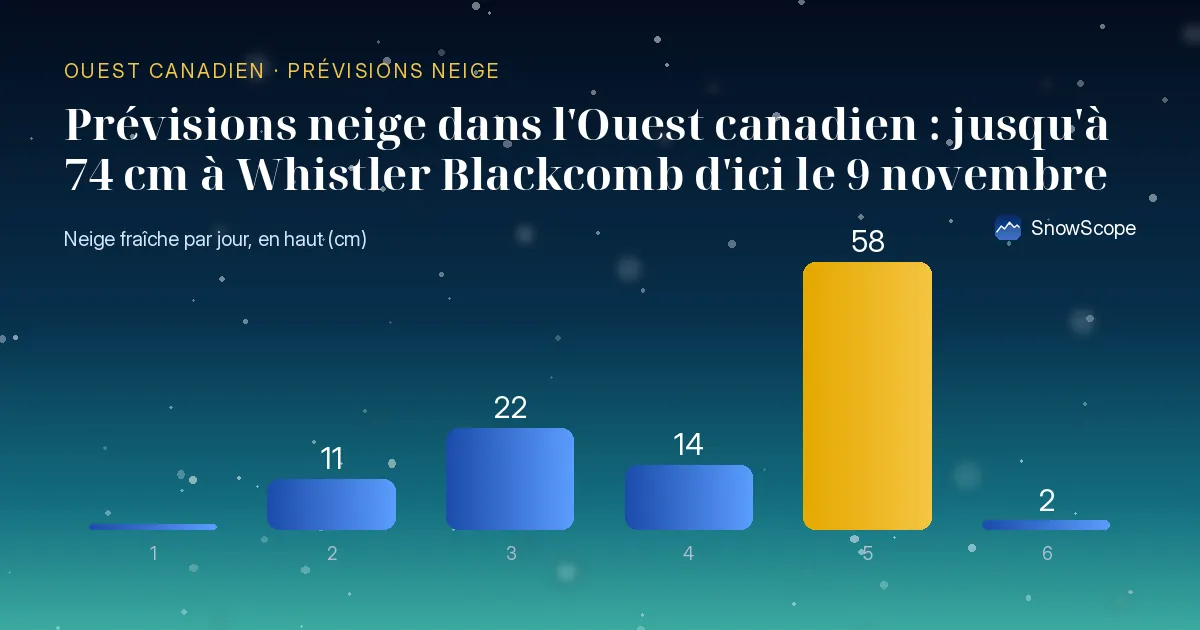 OUEST CANADIEN · PRÉVISIONS NEIGE
Prévisions neige dans l'Ouest canadien : jusqu'à
74 cm à Whistler Blackcomb d'ici le 9 novembre
Neige fraîche par jour, en haut (cm)
SnowScope
58
22
14
11
2
1
2
3
4
5
6